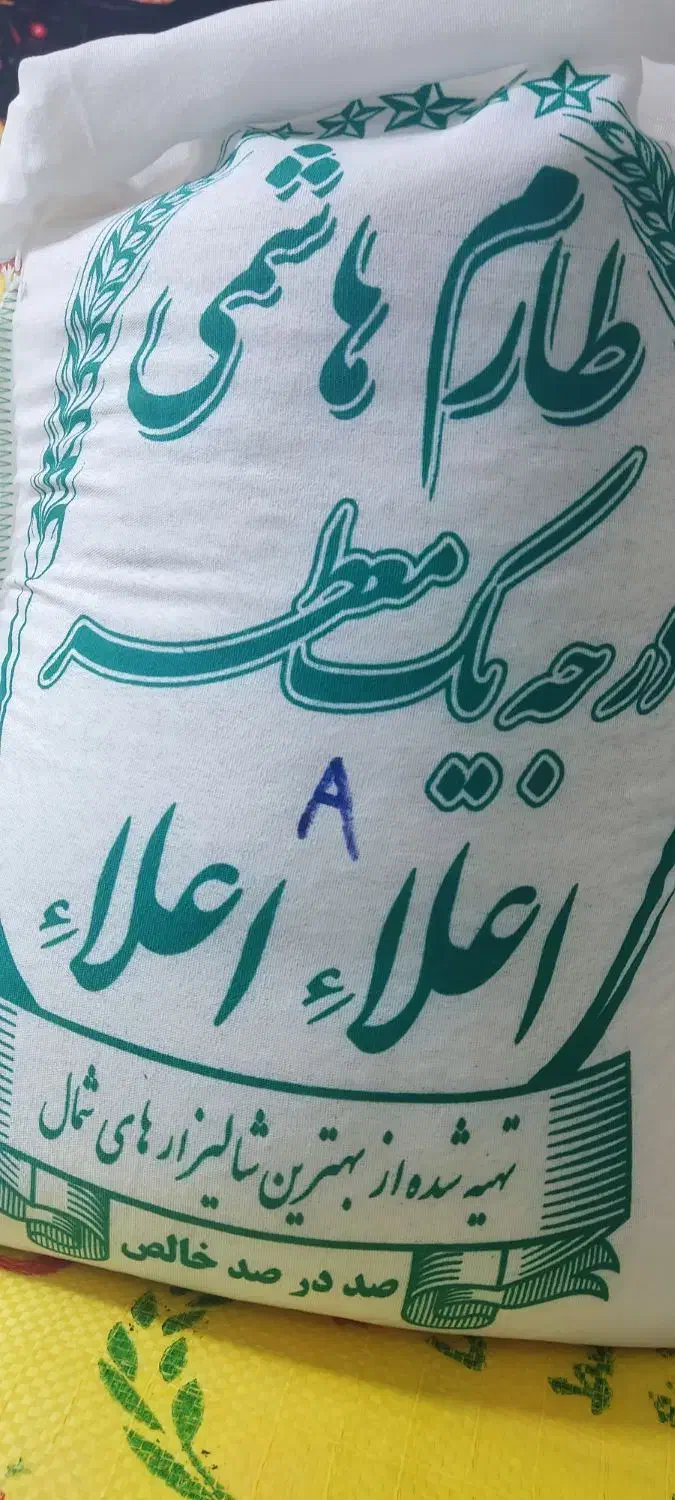 طارم هاشمی
درجه یک معطر
A
اعلاء اعلاء
تهیه شده از بهترین شالیزارهای شمال
صد در صد خالص